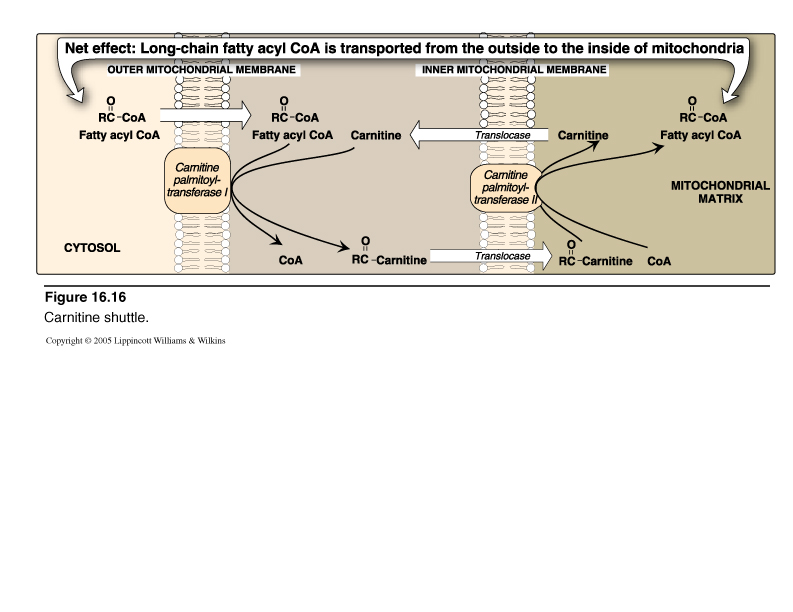 Net effect: Long-chain fatty acyl CoA is transported from the outside to the inside of mitochondria
OUTER MITOCHONDRIAL MEMBRANE
INNER MITOCHONDRIAL MEMBRANE
O
RC-CoA
Fatty acyl CoA
O
RC-CoA
Fatty acyl CoA
Carnitine
Translocase
Carnitine
O
RC-CoA
Fatty acyl CoA
Carnitine
palmitoyl-
transferase I
Carnitine
palmitoyl-
transferase II
MITOCHONDRIAL
MATRIX
CYTOSOL
CoA
O
RC-Carnitine
Translocase
O
RC-Carnitine
CoA
Figure 16.16
Carnitine shuttle.
Copyright © 2005 Lippincott Williams & Wilkins